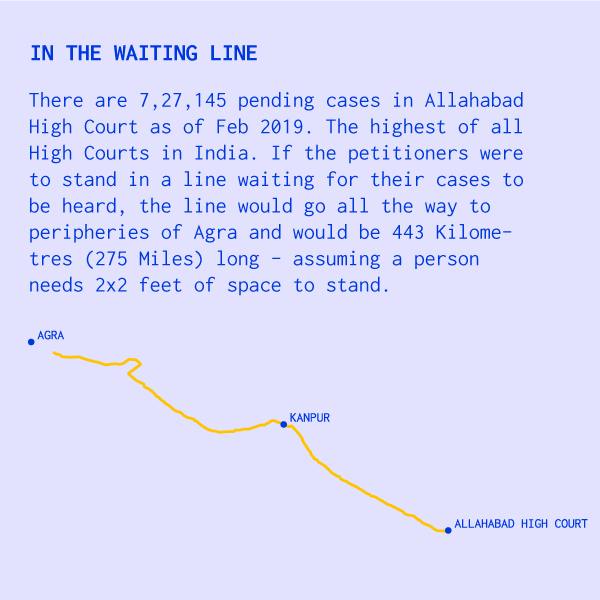 IN THE WAITING LINE
There are 7,27,145 pending cases in Allahabad
High Court as of Feb 2019. The highest of all
High Courts in India. If the petitioners were
to stand in a line waiting for their cases to
be heard, the line would go all the way to
peripheries of Agra and would be 443 Kilome-
tres (275 Miles) long - assuming a person
needs 2x2 feet of space to stand.
AGRA
KANPUR
ALLAHABAD HIGH COURT